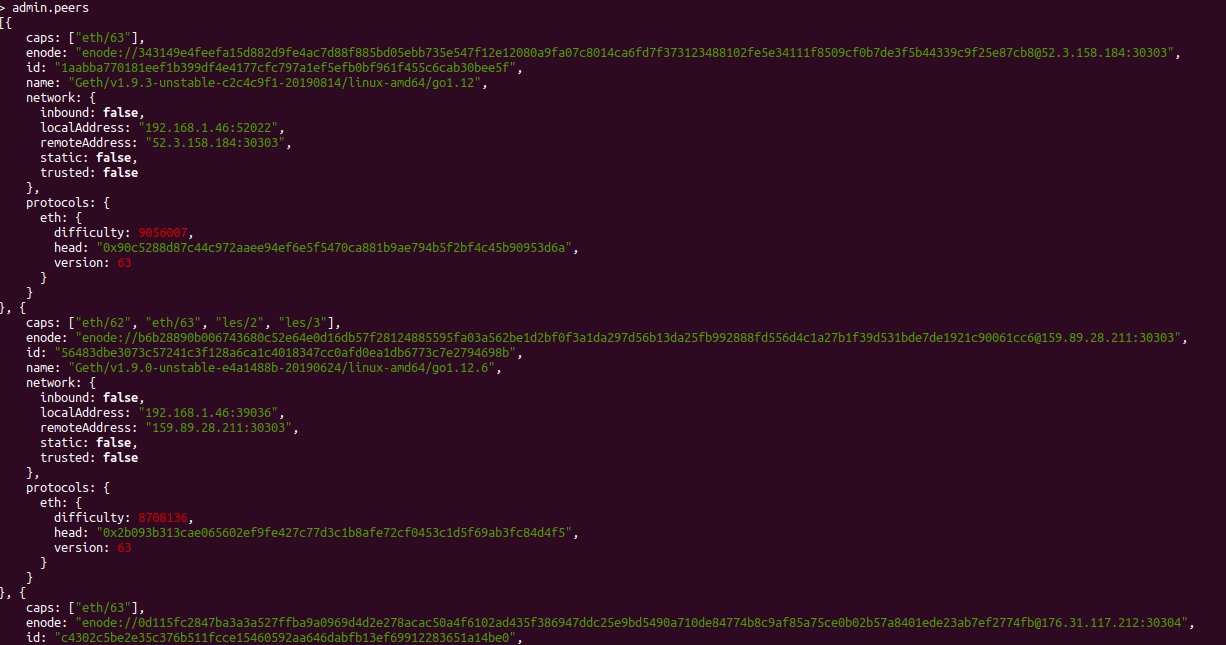 > admin.peers
[{
caps: ["eth/63"],
enode: "enode://343149e4feefa15d882d9fe4ac7d88f885bd05ebb735e547f12e12080a9fa07c8014ca6fd7f373123488102fe5e34111f8509cf0b7de3f5b44339c9f25e87cb8@52.3.158.184:30303",
id: "1aabba770181eef1b399df4e4177cfc797a1ef5efb0bf961f455c6cab30bee5f",
name: "Geth/v1.9.3-unstable-c2c4c9f1-20190814/linux-amd64/go1.12",
network: {
inbound: false,
localAddress: "192.168.1.46:52022",
remoteAddress: "52.3.158.184:30303",
static: false,
trusted: false
},
protocols: {
eth: {
difficulty: 9056007,
head: "0x90c5288d87c44c972aaee94ef6e5f5470ca881b9ae794b5f2bf4c45b90953d6a",
version: 63
}
}
}, {
caps: ["eth/62", "eth/63", "les/2", "les/3"],
enode: "enode://b6b28890b006743680c52e64e0d16db57f28124885595fa03a562be1d2bf0f3a1da297d56b13da25fb992888fd556d4c1a27b1f39d531bde7de1921c90061cc6@159.89.28.211:30303",
id: "56483dbe3073c57241c3f128a6ca1c4018347cc0afd0ea1db6773c7e2794698b",
name: "Geth/v1.9.0-unstable-e4a1488b-20190624/linux-amd64/go1.12.6",
network: {
inbound: false,
localAddress: "192.168.1.46:39036",
remoteAddress: "159.89.28.211:30303",
static: false,
trusted: false
},
protocols: {
eth: {
difficulty: 8708136,
head: "0x2b093b313cae065602ef9fe427c77d3c1b8afe72cf0453c1d5f69ab3fc84d4f5",
version: 63
}
}
}, {
caps: ["eth/63"],
enode: "enode://0d115fc2847ba3a3a527ffba9a0969d4d2e278acac50a4f6102ad435f386947ddc25e9bd5490a710de84774b8c9af85a75ce0b02b57a8401ede23ab7ef2774fb@176.31.117.212:30304",
id: "c4302c5be2e35c376b511fcce15460592aa646dabfb13ef69912283651a14be0",